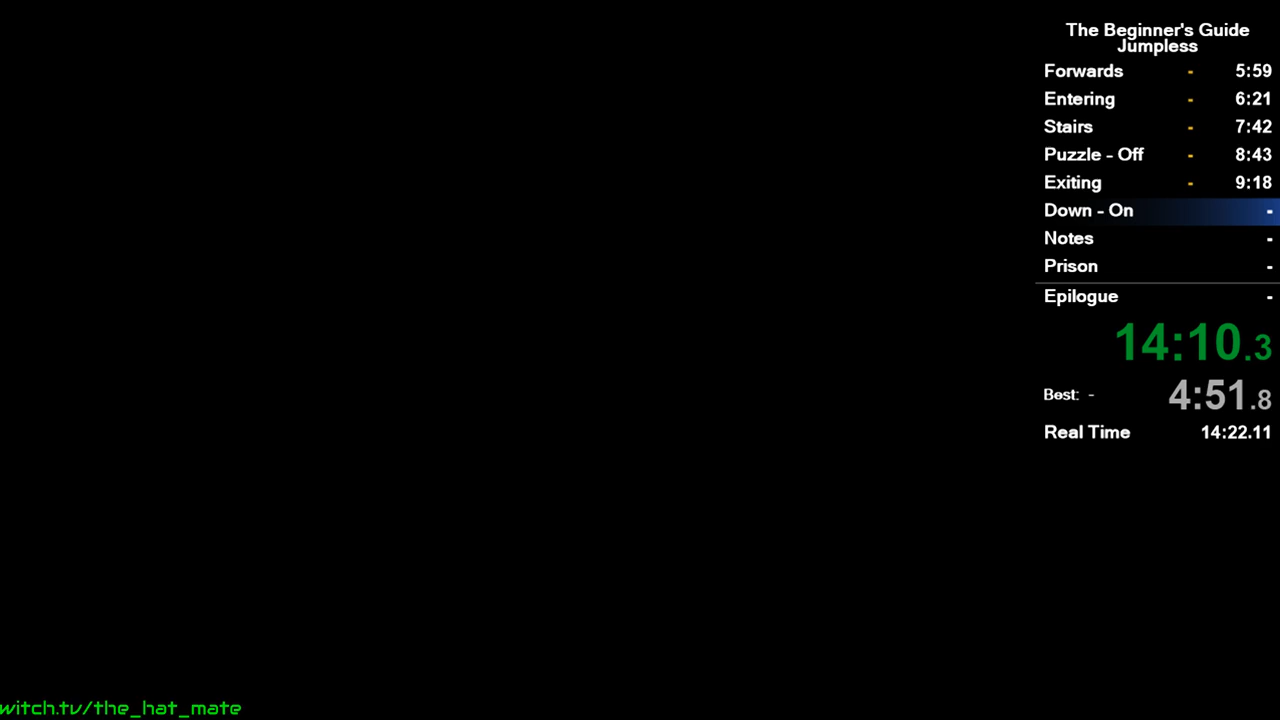 The Beginner's Guide
Jumpless
Forwards - 5:59
Entering - 6:21
Stairs - 7:42
Puzzle - Off - 8:43
Exiting - 9:18
Down - On -
Notes -
Prison -
Epilogue -
14:10.3
Best: - 4:51.8
Real Time 14:22.11
witch.tv/the_hat_mate